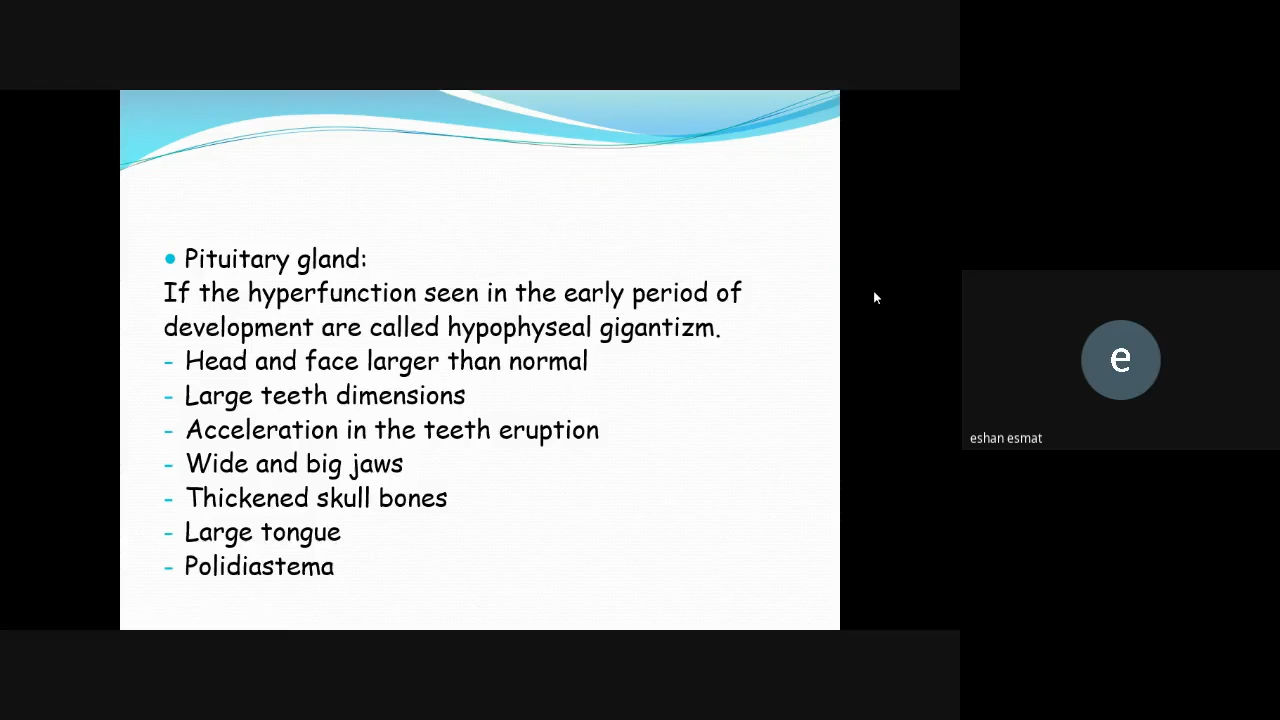 • Pituitary gland:
If the hyperfunction seen in the early period of
development are called hypophyseal gigantizm.
- Head and face larger than normal
- Large teeth dimensions
- Acceleration in the teeth eruption
- Wide and big jaws
- Thickened skull bones
- Large tongue
- Polidiastema
e
eshan esmat